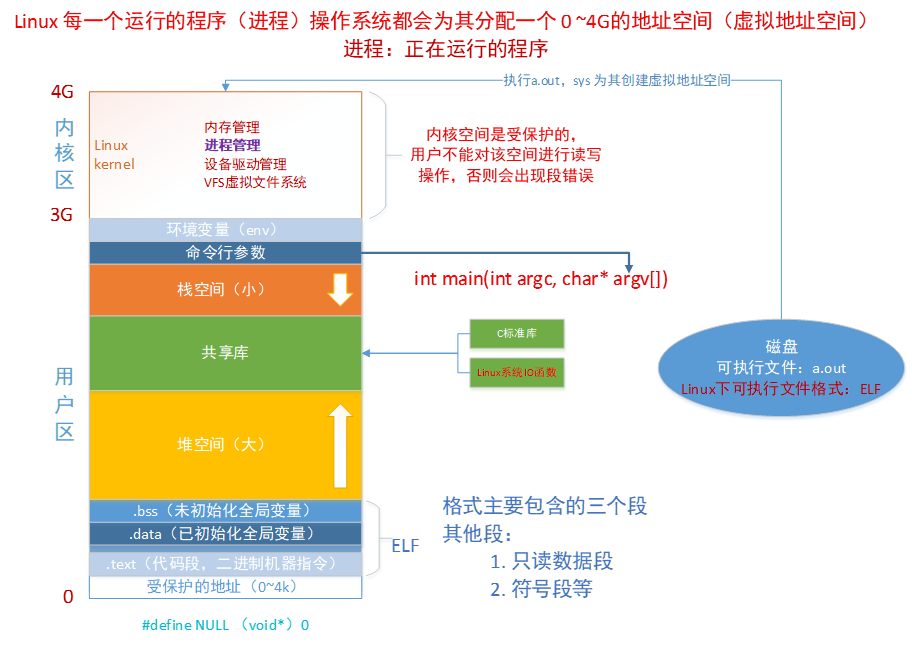 Linux 每一个运行的程序（进程）操作系统都会为其分配一个 0 ~4G的地址空间（虚拟地址空间）
进程：正在运行的程序
执行a.out，sys 为其创建虚拟地址空间
4G
内核区
Linux
kernel
内存管理
进程管理
设备驱动管理
VFS虚拟文件系统
内核空间是受保护的，
用户不能对该空间进行读写
操作，否则会出现段错误
3G
环境变量（env）
命令行参数
int main(int argc, char* argv[])
栈空间（小）
共享库
C标准库
Linux系统IO函数
磁盘
可执行文件：a.out
Linux下可执行文件格式：ELF
用户区
堆空间（大）
.bss（未初始化全局变量）
.data（已初始化全局变量）
.text（代码段，二进制机器指令）
受保护的地址（0~4k）
ELF
格式主要包含的三个段
其他段：
1. 只读数据段
2. 符号段等
0
#define NULL （void*）0